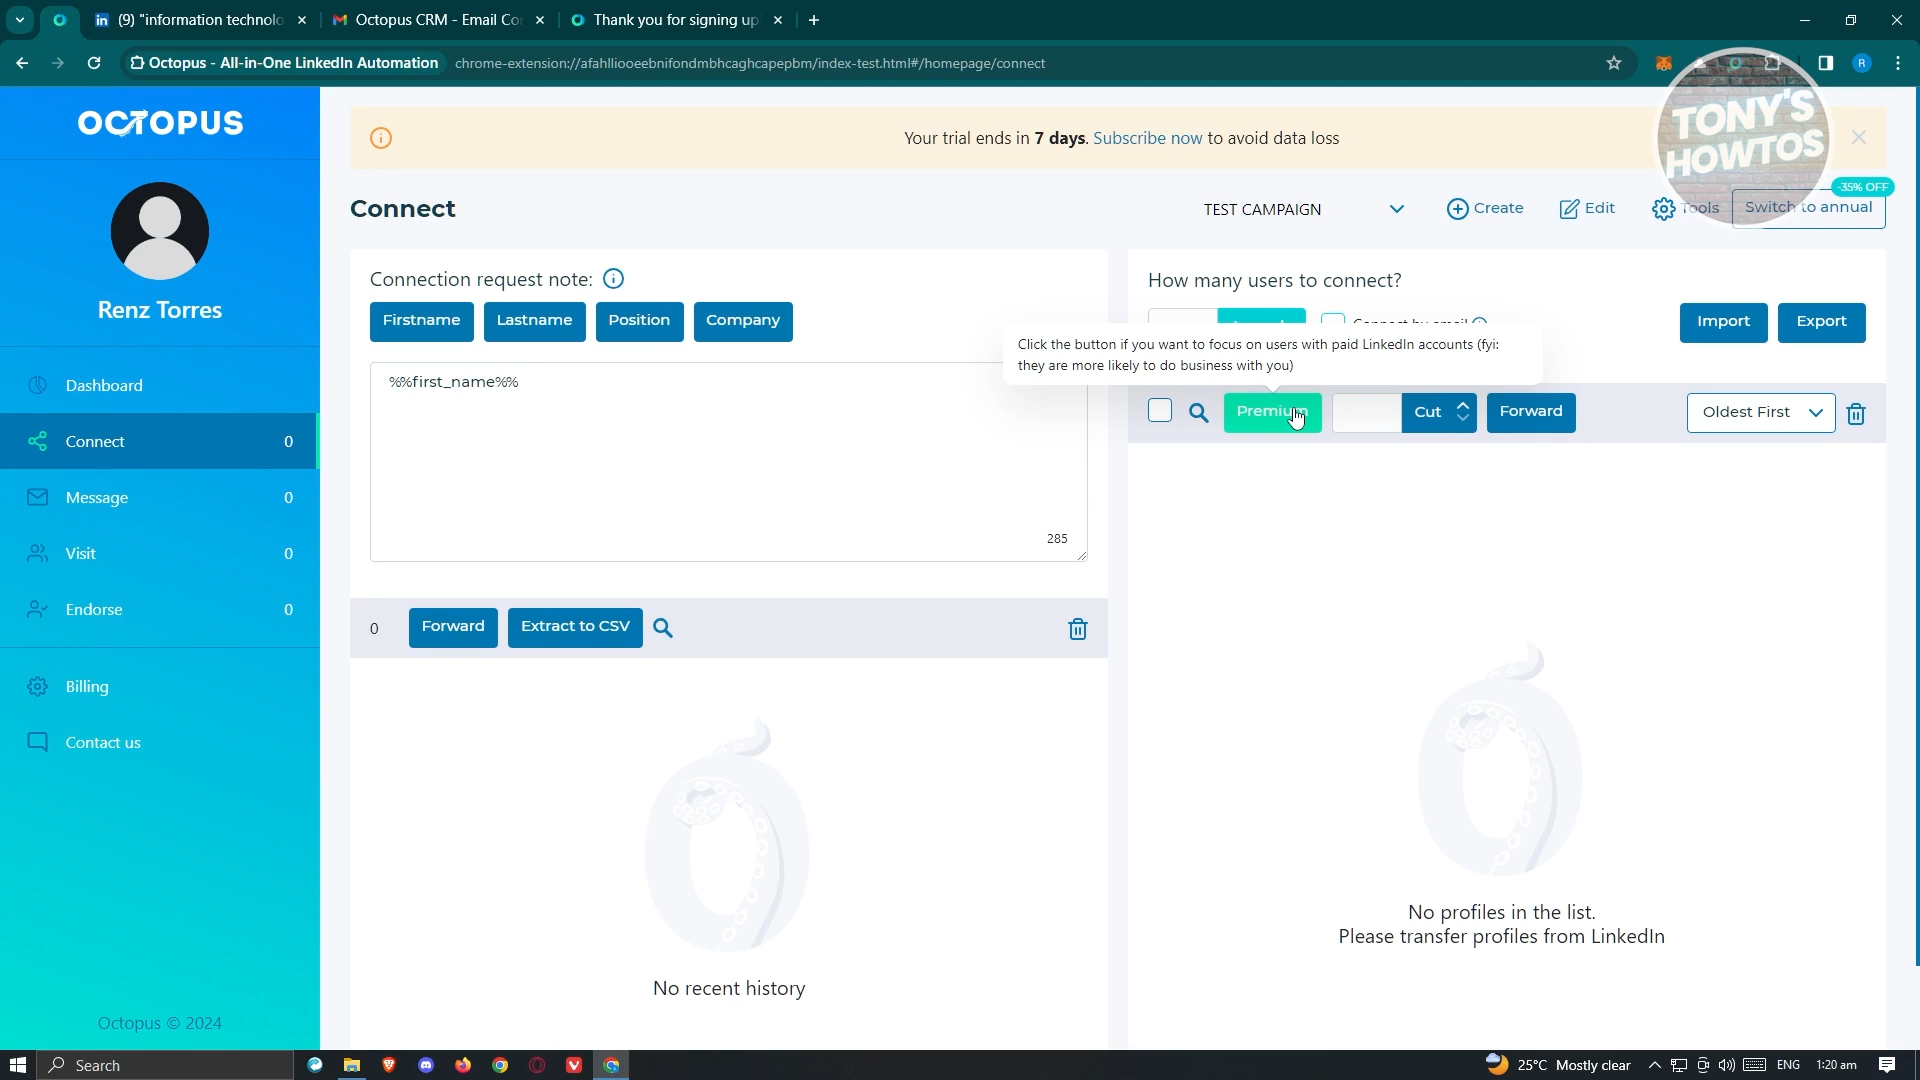 (9) "information technolo
Octopus CRM - Email Co
Thank you for signing up
Octopus - All-in-One LinkedIn Automation
chrome-extension://afahlliooeebnifondmbhcaghcapepbm/index-test.html#/homepage/connect
R
TONY'S
HOWTOS
OCTOPUS
Renz Torres
Dashboard
Connect 0
Message 0
Visit 0
Endorse 0
Billing
Contact us
Octopus © 2024
Your trial ends in 7 days. Subscribe now to avoid data loss
Connect
TEST CAMPAIGN
Create
Edit
Tools
-35% OFF
Switch to annual
Connection request note:
Firstname
Lastname
Position
Company
%%first_name%%
285
0
Forward
Extract to CSV
No recent history
How many users to connect?
Connect by email
Import
Export
Click the button if you want to focus on users with paid LinkedIn accounts (fyi:
they are more likely to do business with you)
Premium
Cut
Forward
Oldest First
No profiles in the list.
Please transfer profiles from LinkedIn
Search
25°C Mostly clear
ENG
1:20 am